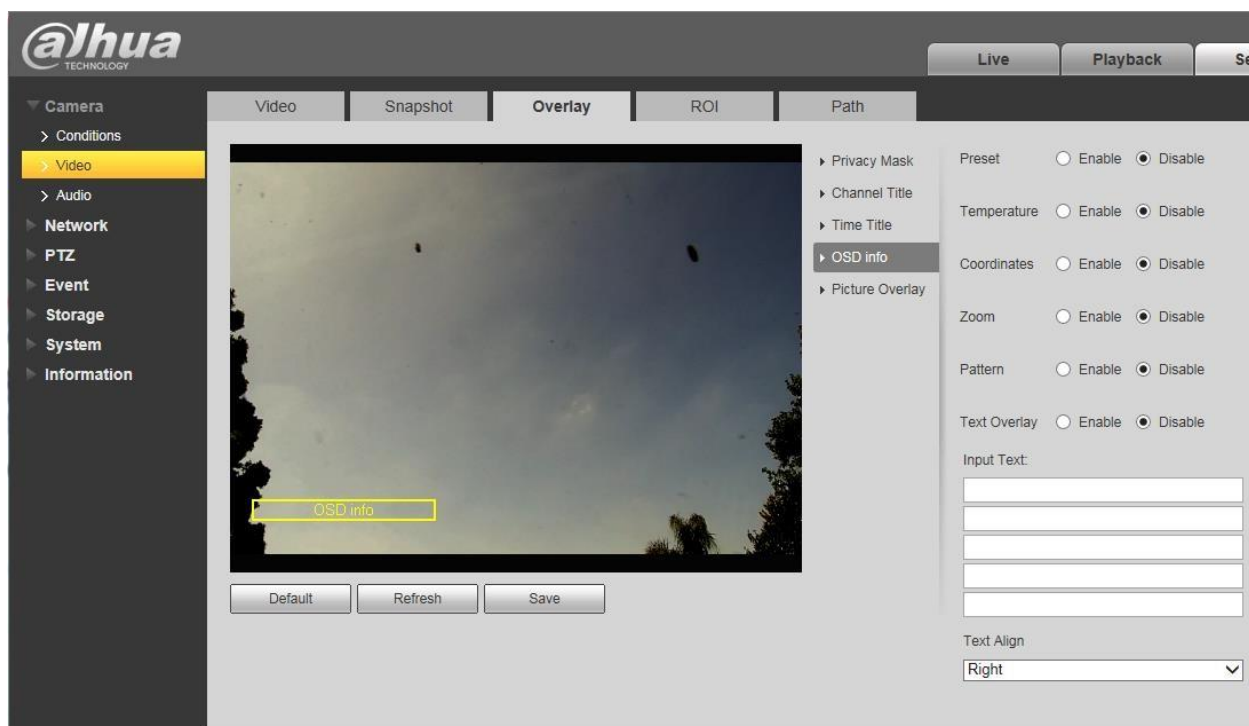 alhua
TECHNOLOGY
Live Playback Se
Camera
Conditions
Video
Audio
Network
PTZ
Event
Storage
System
Information
Video Snapshot Overlay ROI Path
OSD info
Default Refresh Save
Privacy Mask
Channel Title
Time Title
OSD info
Picture Overlay
Preset Enable Disable
Temperature Enable Disable
Coordinates Enable Disable
Zoom Enable Disable
Pattern Enable Disable
Text Overlay Enable Disable
Input Text:
Text Align
Right